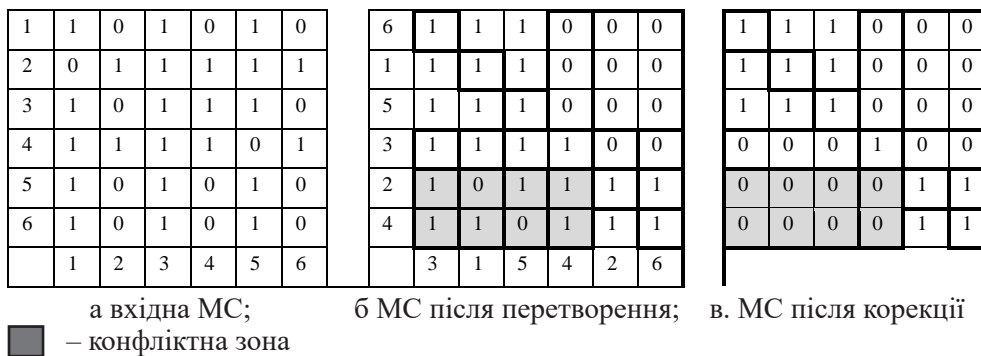 1 1 0 1 0 1 0 6 1 1 1 0 0 0 1 1 1 0 0 0
2 0 1 1 1 1 1 1 1 1 1 0 0 0 1 1 1 0 0 0
3 1 0 1 1 1 0 5 1 1 1 0 0 0 1 1 1 0 0 0
4 1 1 1 1 0 1 3 1 1 1 1 0 0 0 0 0 1 0 0
5 1 0 1 0 1 0 2 1 0 1 1 1 1 0 0 0 0 1 1
6 1 0 1 0 1 0 4 1 1 0 1 1 1 0 0 0 0 1 1
1 2 3 4 5 6 3 1 5 4 2 6
а вхідна МС; б МС після перетворення; в. МС після корекції
– конфліктна зона